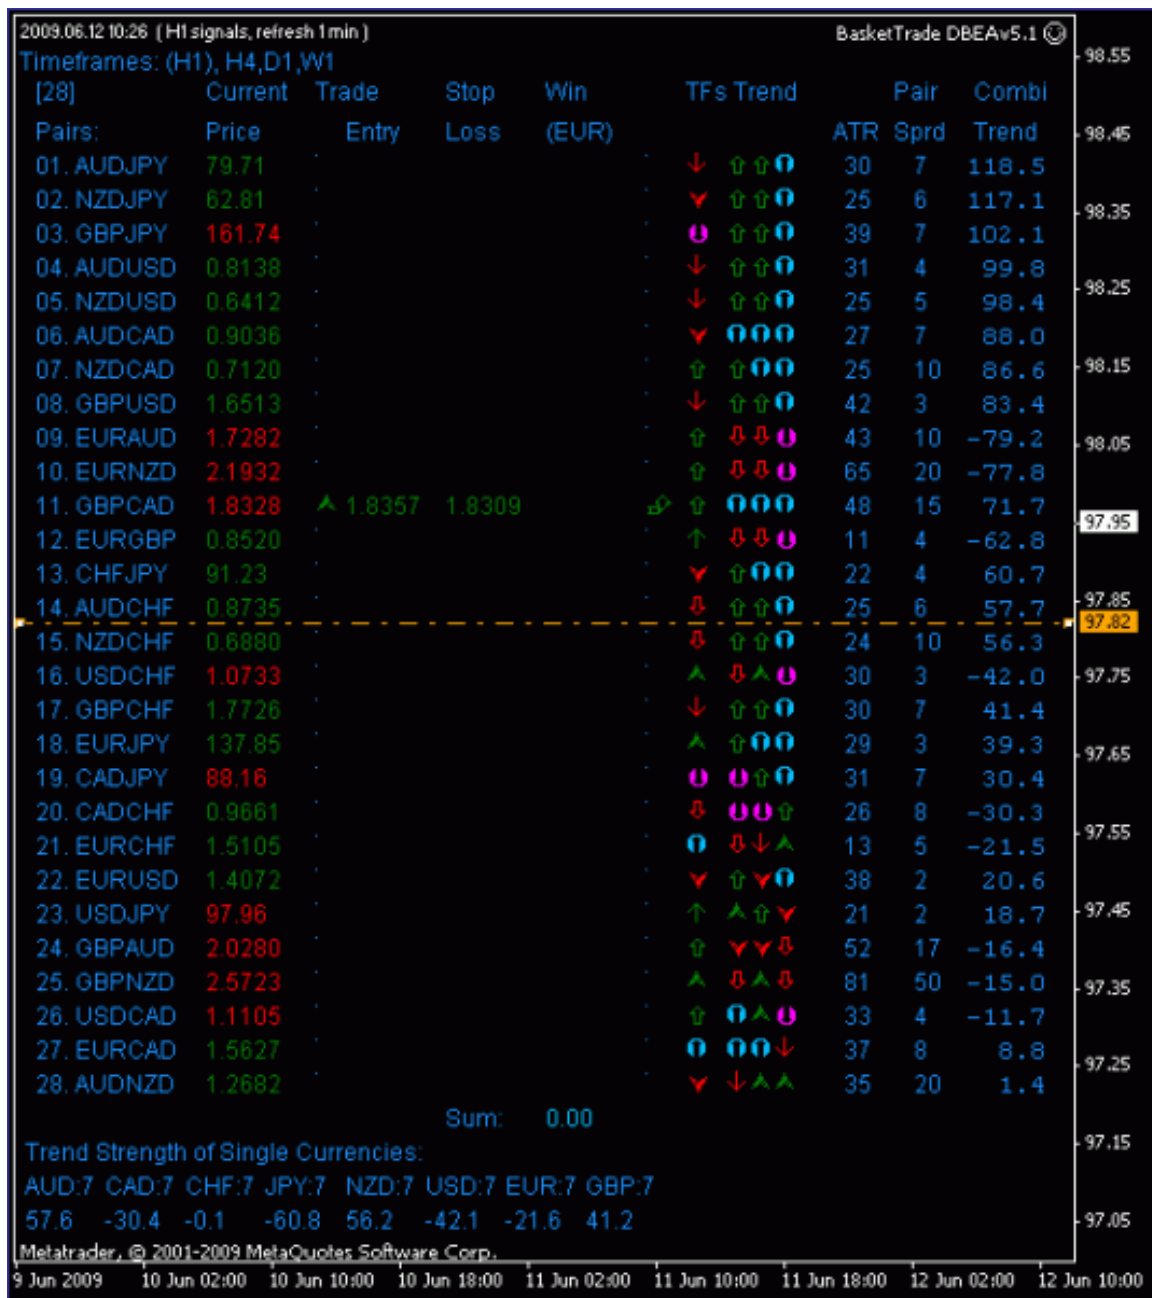 2009.06.12 10:26 ( H1 signals, refresh 1 min ) BasketTrade DBEAv5.1
Timeframes: (H1), H4,D1,W1
[28] Current Trade Stop Win TFs Trend Pair Combi
Pairs: Price Entry Loss (EUR) ATR Sprd Trend
01. AUDJPY 79.71 30 7 118.5
02. NZDJPY 62.81 25 6 117.1
03. GBPJPY 161.74 39 7 102.1
04. AUDUSD 0.8138 31 4 99.8
05. NZDUSD 0.6412 25 5 98.4
06. AUDCAD 0.9036 27 7 88.0
07. NZDCAD 0.7120 25 10 86.6
08. GBPUSD 1.6513 42 3 83.4
09. EURAUD 1.7282 43 10 -79.2
10. EURNZD 2.1932 65 20 -77.8
11. GBPCAD 1.8328 1.8357 1.8309 48 15 71.7
12. EURGBP 0.8520 11 4 -62.8
13. CHFJPY 91.23 22 4 60.7
14. AUDCHF 0.8735 25 6 57.7
15. NZDCHF 0.6880 24 10 56.3
16. USDCHF 1.0733 30 3 -42.0
17. GBPCHF 1.7726 30 7 41.4
18. EURJPY 137.85 29 3 39.3
19. CADJPY 88.16 31 7 30.4
20. CADCHF 0.9661 26 8 -30.3
21. EURCHF 1.5105 13 5 -21.5
22. EURUSD 1.4072 38 2 20.6
23. USDJPY 97.96 21 2 18.7
24. GBPAUD 2.0280 52 17 -16.4
25. GBPNZD 2.5723 81 50 -15.0
26. USDCAD 1.1105 33 4 -11.7
27. EURCAD 1.5627 37 8 8.8
28. AUDNZD 1.2682 35 20 1.4
Sum: 0.00
Trend Strength of Single Currencies:
AUD:7 CAD:7 CHF:7 JPY:7 NZD:7 USD:7 EUR:7 GBP:7
57.6 -30.4 -0.1 -60.8 56.2 -42.1 -21.6 41.2
Metatrader, © 2001-2009 MetaQuotes Software Corp.
98.55
98.45
98.35
98.25
98.15
98.05
97.95
97.85
97.82
97.75
97.65
97.55
97.45
97.35
97.25
97.15
97.05
9 Jun 2009 10 Jun 02:00 10 Jun 10:00 10 Jun 18:00 11 Jun 02:00 11 Jun 10:00 11 Jun 18:00 12 Jun 02:00 12 Jun 10:00